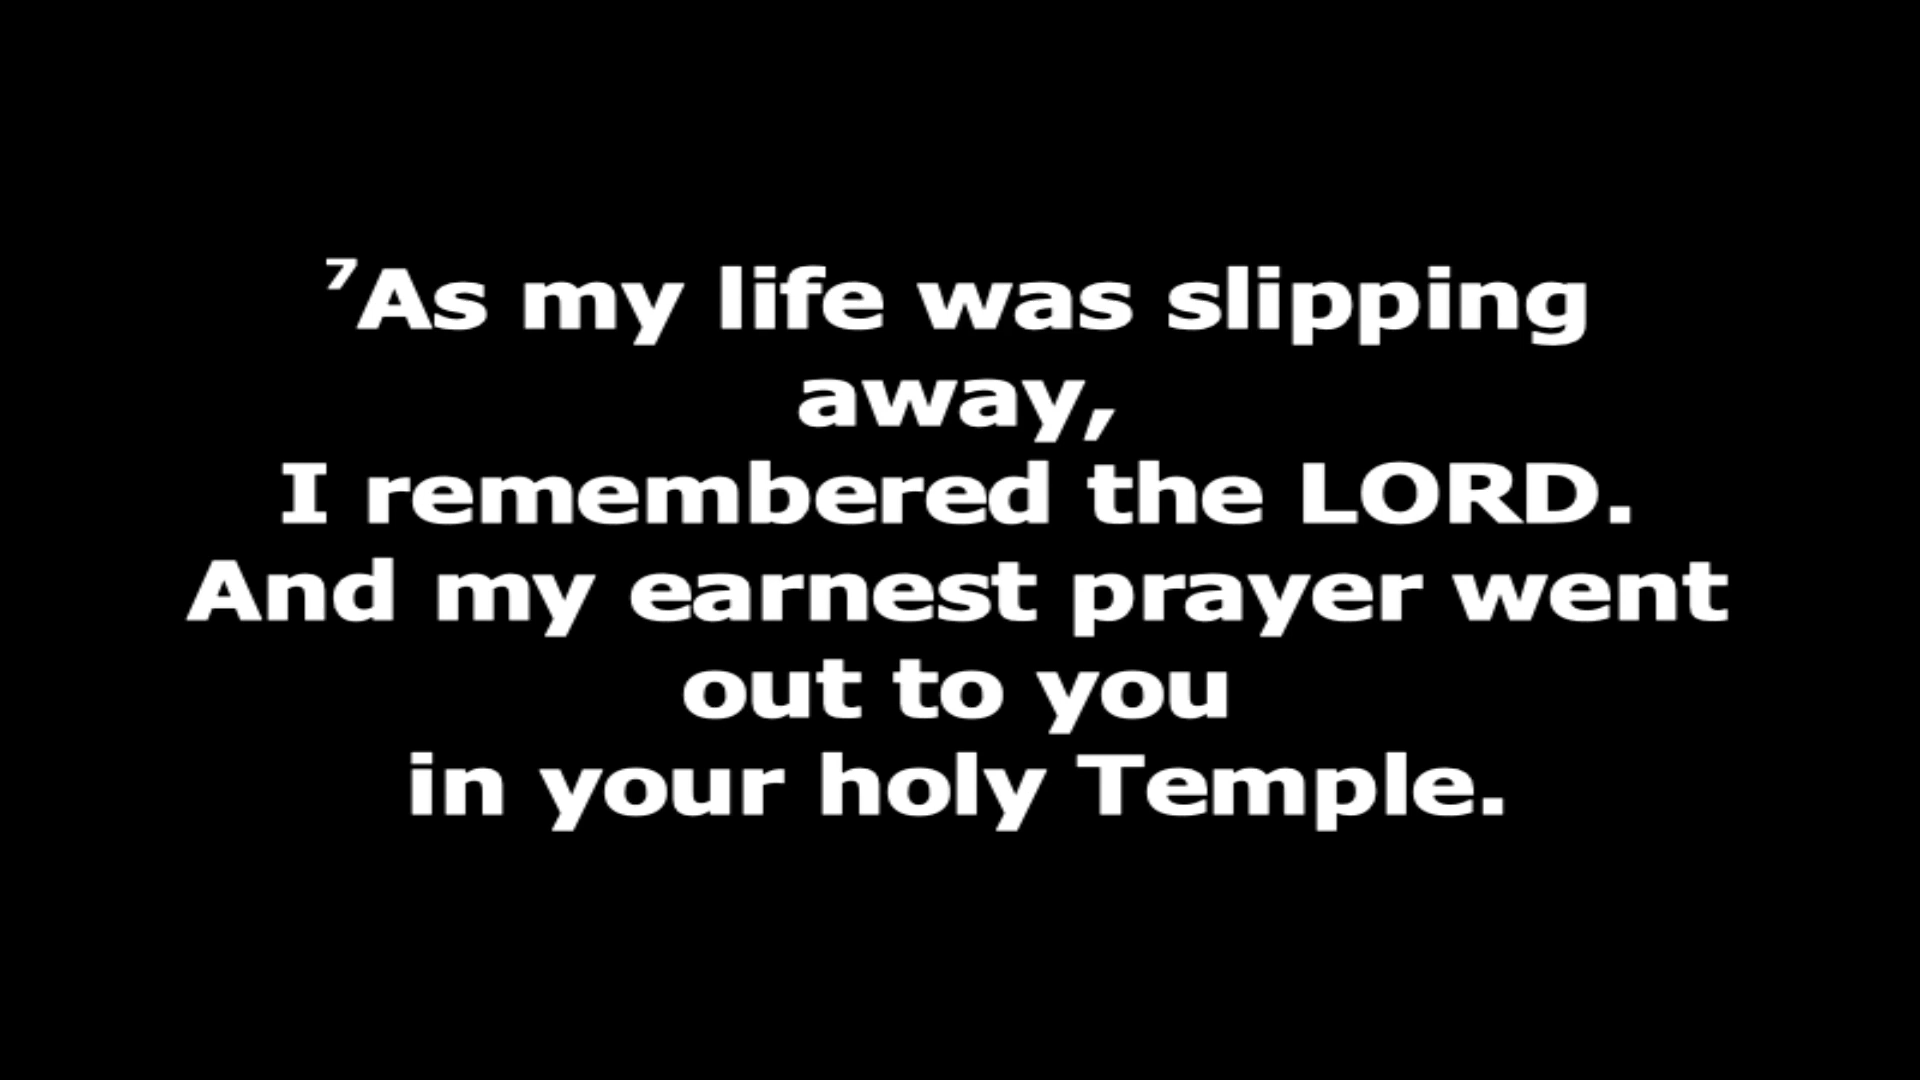 ⁷As my life was slipping
away,
I remembered the LORD.
And my earnest prayer went
out to you
in your holy Temple.